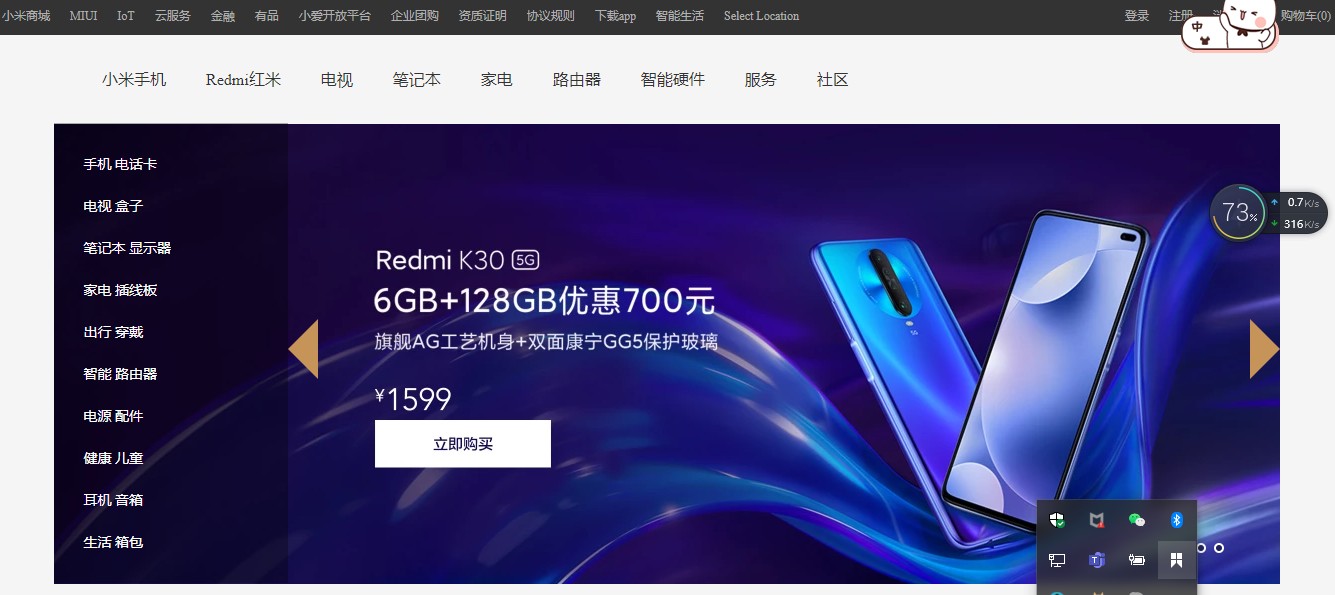 小米商城 MIUI IoT 云服务 金融 有品 小爱开放平台 企业团购 资质证明 协议规则 下载app 智能生活 Select Location 登录 注册 购物车(0)
中
小米手机 Redmi红米 电视 笔记本 家电 路由器 智能硬件 服务 社区
手机 电话卡
电视 盒子
笔记本 显示器
家电 插线板
出行 穿戴
智能 路由器
电源 配件
健康 儿童
耳机 音箱
生活 箱包
Redmi K30 5G
6GB+128GB优惠700元
旗舰AG工艺机身+双面康宁GG5保护玻璃
¥1599
立即购买
73%
0.7K/s
316K/s